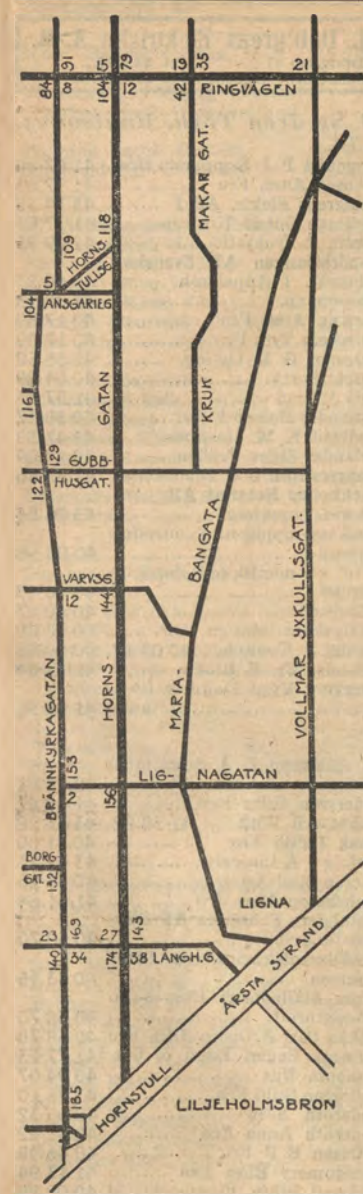 91 15 79 19 35 21
84 8 104 12 42 RINGVÄGEN
MAKAR GAT.
109 HORNS 118
TULLSG.
5
104 ANSGARIEG.
116 GATAN KRUK
129 GUBB-
122 HUSGAT.
BANGATA
VOLLMAR YXKULLSGAT.
VARVSG.
12 144
BRÄNNKYRKAGATAN HORNS MARIA
153
LIG- NAGATAN
2 156
BORG
GAT. 132
LIGNA
23 163 27 143
140 34 174 38 LÅNGH.G.
ÅRSTA STRAND
HORNSTULL
185
LILJEHOLMSBRON